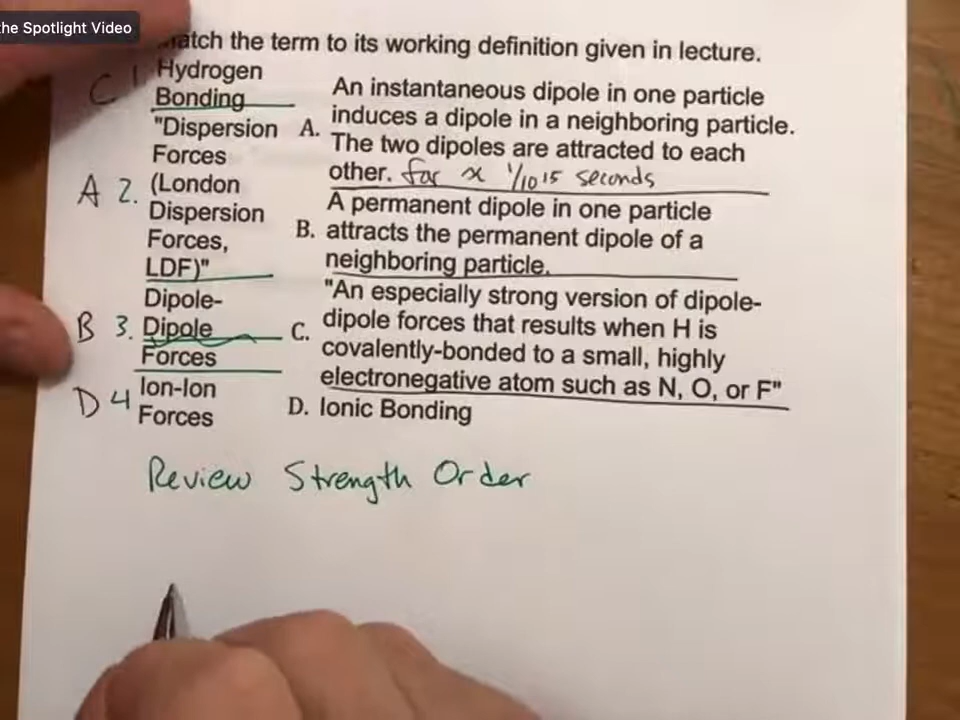 the Spotlight Video
atch the term to its working definition given in lecture.
C 1. Hydrogen
Bonding
"Dispersion
Forces
A 2. (London
Dispersion
Forces,
LDF)"
Dipole-
B 3. Dipole
Forces
D 4 Ion-Ion
Forces
An instantaneous dipole in one particle
A. induces a dipole in a neighboring particle.
The two dipoles are attracted to each
other. for x 1/10^15 seconds
A permanent dipole in one particle
B. attracts the permanent dipole of a
neighboring particle.
"An especially strong version of dipole-
C. dipole forces that results when H is
covalently-bonded to a small, highly
electronegative atom such as N, O, or F"
D. Ionic Bonding
Review Strength Order